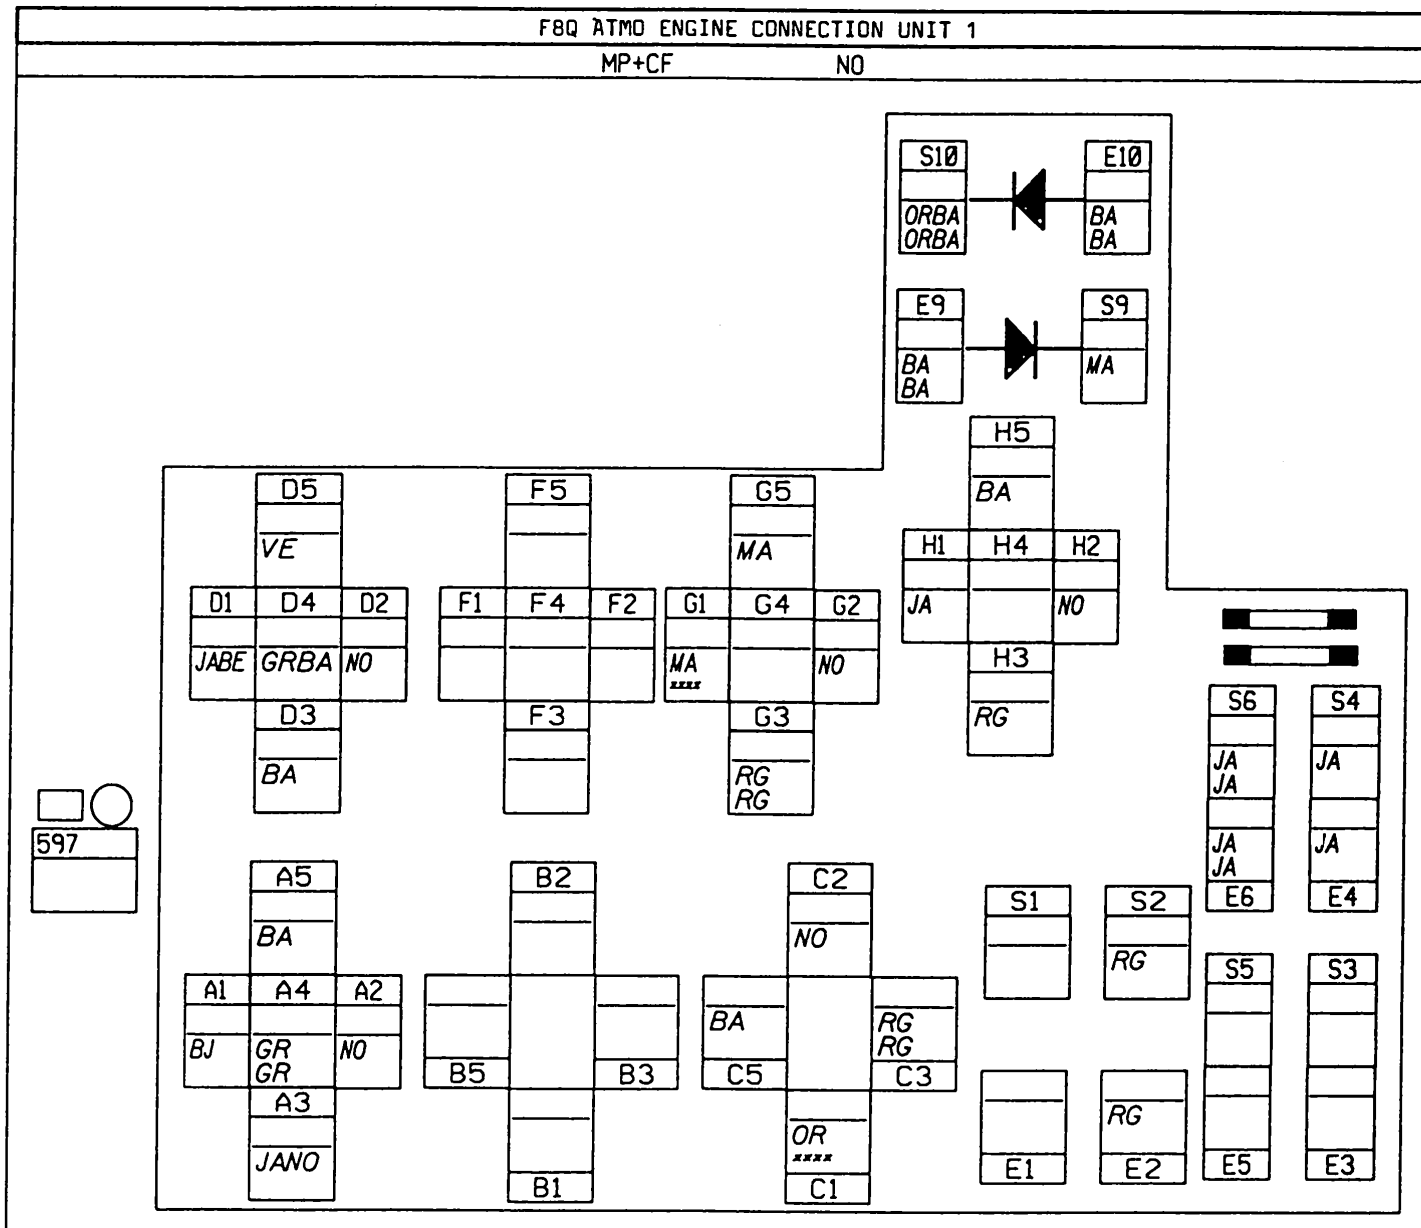 F8Q ATMO ENGINE CONNECTION UNIT 1
MP+CF NO
S10 E10
ORBA BA
ORBA BA
E9 S9
BA MA
BA
H5
BA
H1 H4 H2
JA NO
H3
RG
D5 F5 G5
VE MA
D1 D4 D2 F1 F4 F2 G1 G4 G2
JABE GRBA NO MA NO
xxxx
D3 F3 G3
BA RG
RG
S6 S4
JA JA
JA
JA JA
JA
E6 E4
597
A5 B2 C2
BA NO
S1 S2
RG
A1 A4 A2
BJ GR NO
GR
BA RG
RG
B5 B3 C5 C3
S5 S3
A3
JANO
OR
xxxx
B1 C1
RG
E1 E2 E5 E3